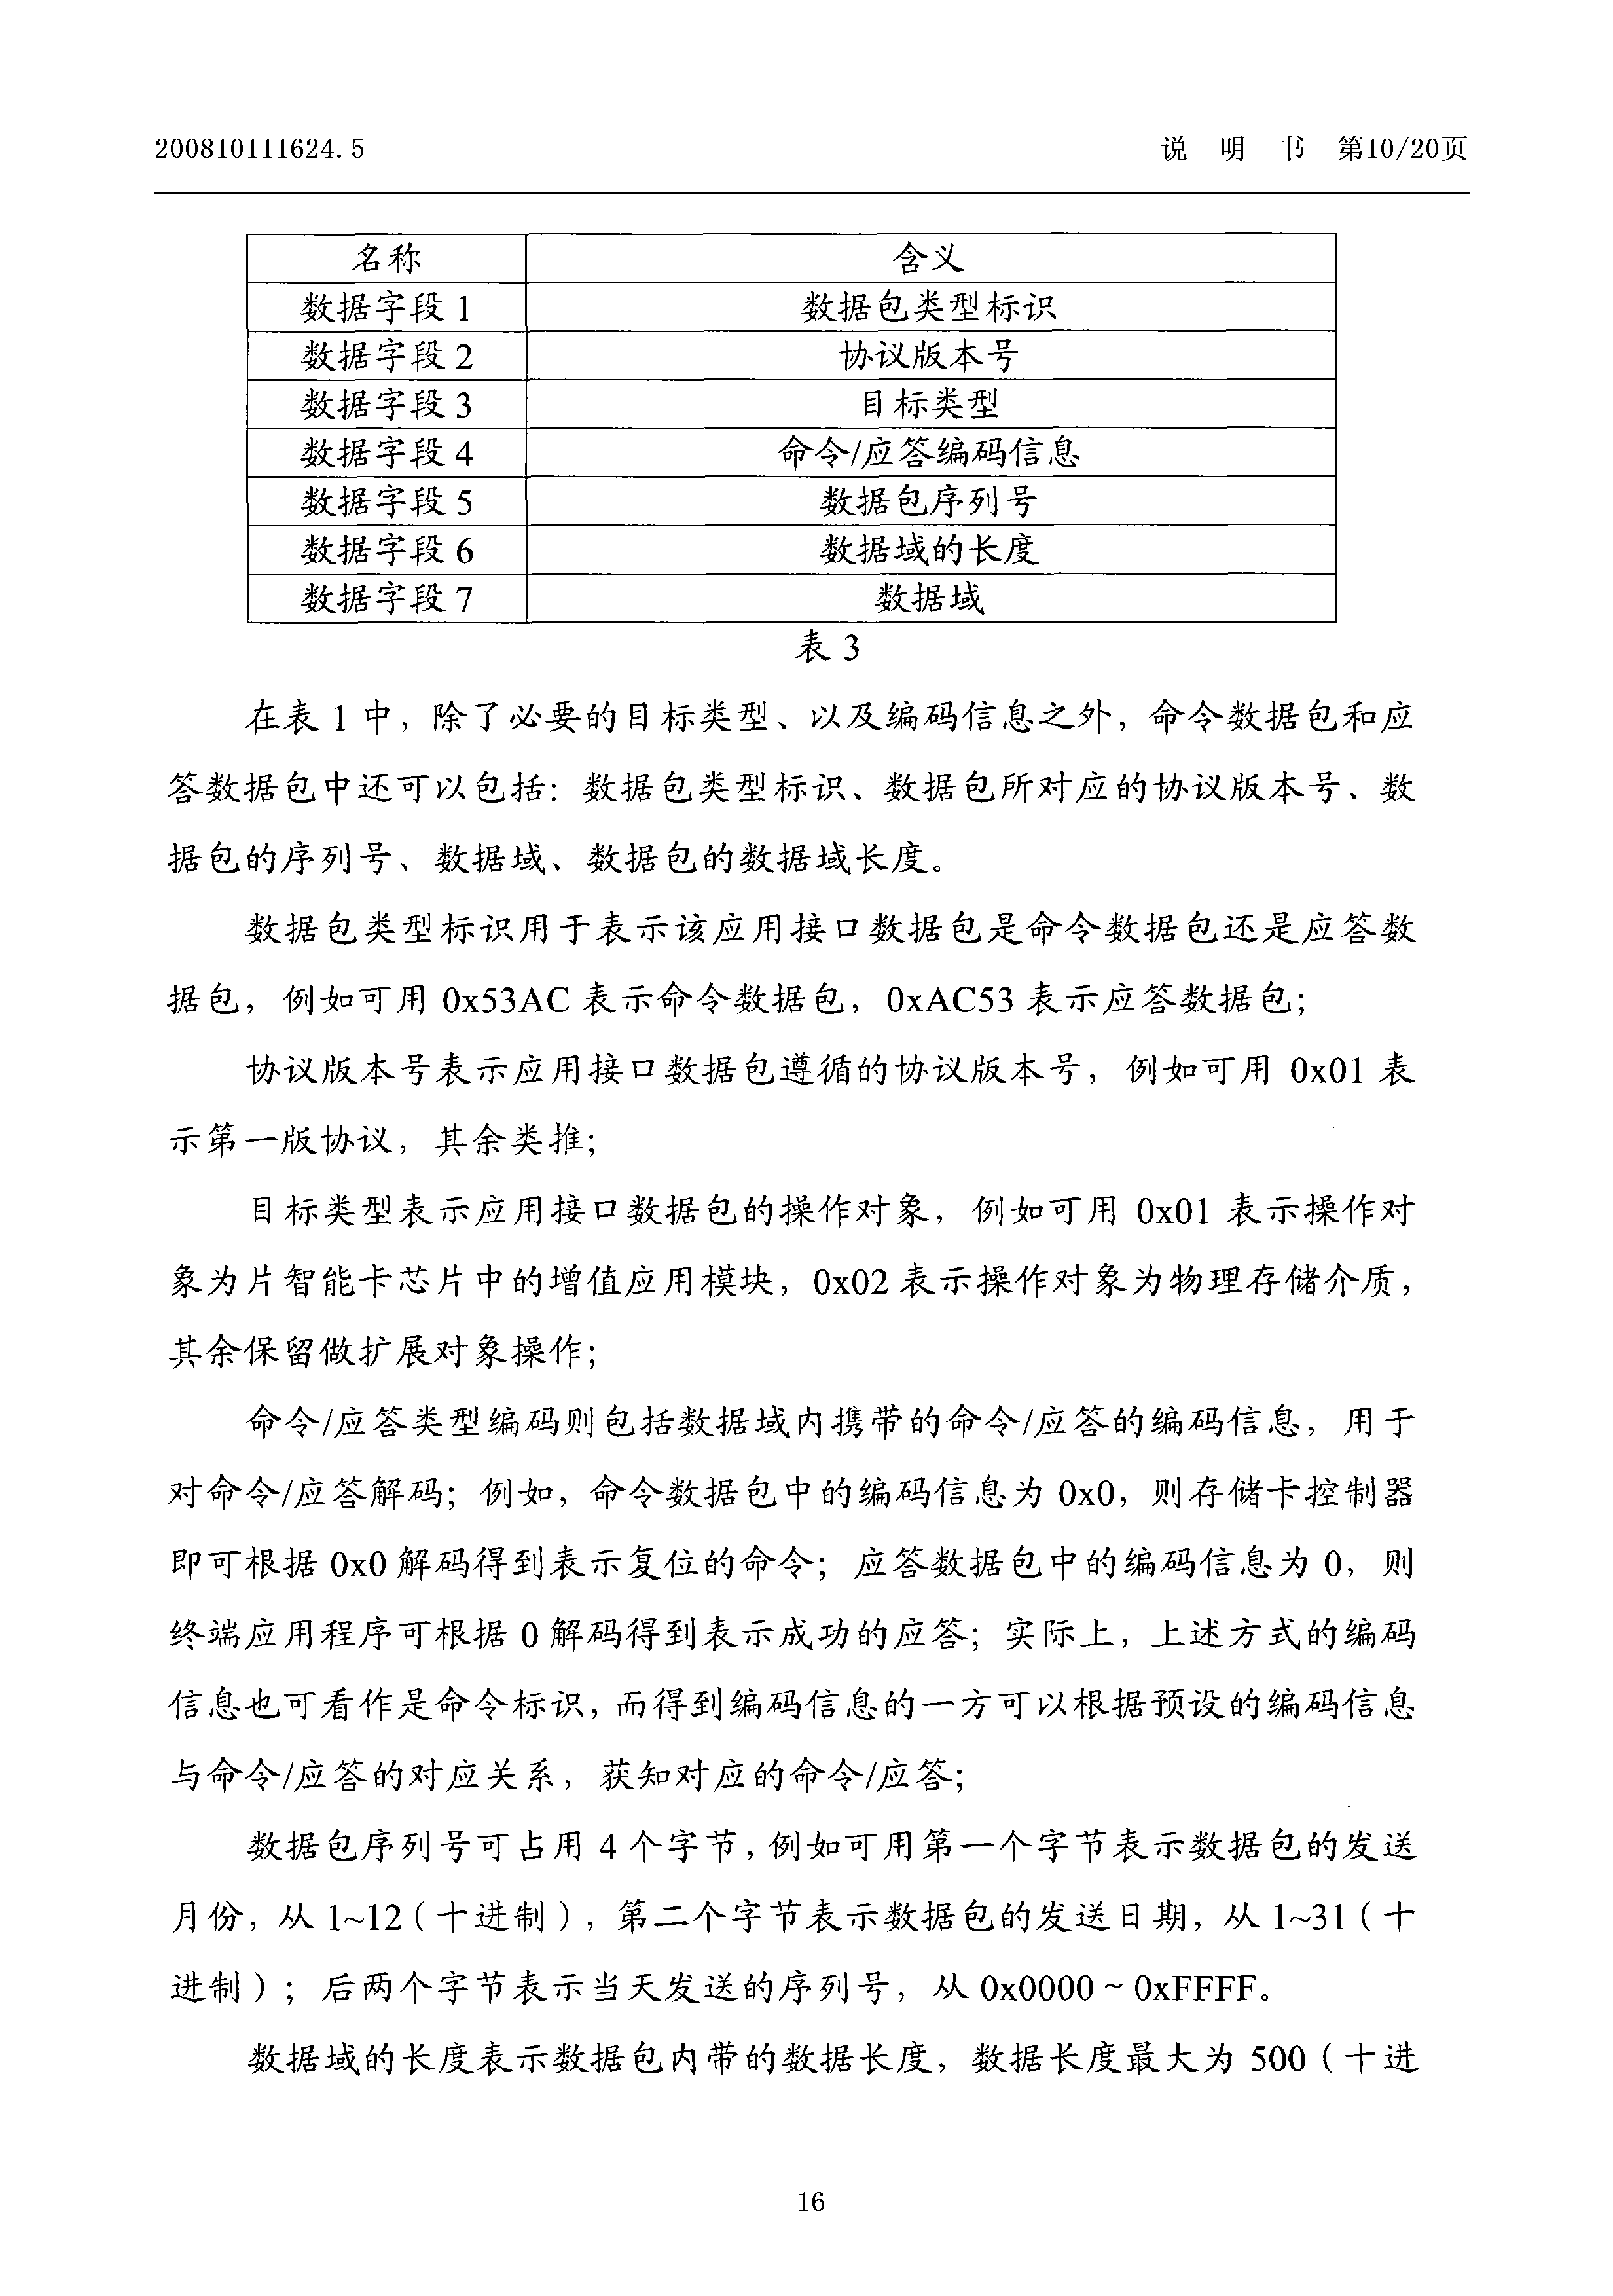 200810111624.5
说 明 书 第10/20页
名称 含义
数据字段 1 数据包类型标识
数据字段 2 协议版本号
数据字段 3 目标类型
数据字段 4 命令/应答编码信息
数据字段 5 数据包序列号
数据字段 6 数据域的长度
数据字段 7 数据域
表 3
在表 1 中，除了必要的目标类型、以及编码信息之外，命令数据包和应
答数据包中还可以包括：数据包类型标识、数据包所对应的协议版本号、数
据包的序列号、数据域、数据包的数据域长度。
数据包类型标识用于表示该应用接口数据包是命令数据包还是应答数
据包，例如可用 0x53AC 表示命令数据包，0xAC53 表示应答数据包；
协议版本号表示应用接口数据包遵循的协议版本号，例如可用 0x01 表
示第一版协议，其余类推；
目标类型表示应用接口数据包的操作对象，例如可用 0x01 表示操作对
象为片智能卡芯片中的增值应用模块，0x02 表示操作对象为物理存储介质，
其余保留做扩展对象操作；
命令/应答类型编码则包括数据域内携带的命令/应答的编码信息，用于
对命令/应答解码；例如，命令数据包中的编码信息为 0x0，则存储卡控制器
即可根据 0x0 解码得到表示复位的命令；应答数据包中的编码信息为 0，则
终端应用程序可根据 0 解码得到表示成功的应答；实际上，上述方式的编码
信息也可看作是命令标识，而得到编码信息的一方可以根据预设的编码信息
与命令/应答的对应关系，获知对应的命令/应答；
数据包序列号可占用 4 个字节，例如可用第一个字节表示数据包的发送
月份，从 1~12（十进制），第二个字节表示数据包的发送日期，从 1~31（十
进制）；后两个字节表示当天发送的序列号，从 0x0000 ~ 0xFFFF。
数据域的长度表示数据包内带的数据长度，数据长度最大为 500（十进
16